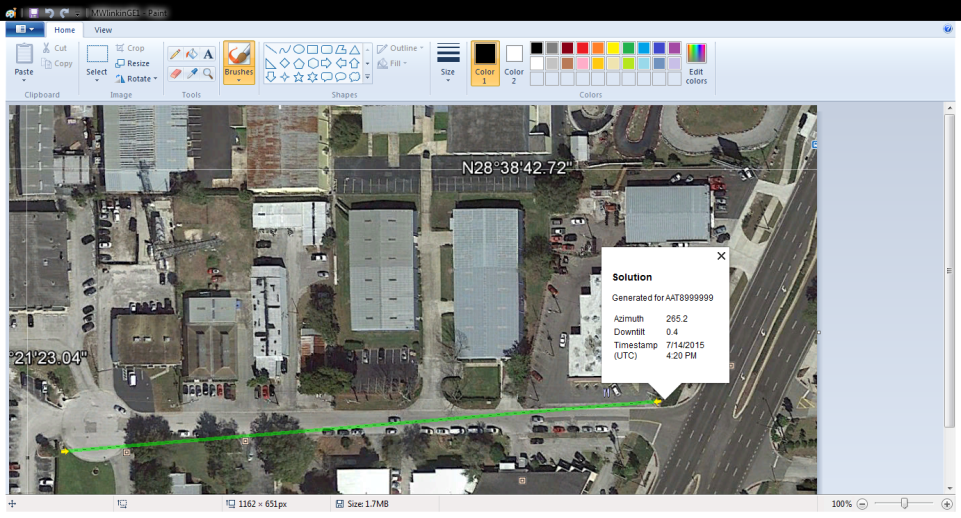 MWlinkinGEL - Paint
Home View
Paste
Cut
Copy
Clipboard
Select
Crop
Resize
Rotate
Image
A
Tools
Brushes
Outline
Fill
Shapes
Size
Color
1
Color
2
Edit
colors
Colors
N28°38'42.72"
°21'23.04"
Solution
Generated for AAT8999999
Azimuth 265.2
Downtilt 0.4
Timestamp 7/14/2015
(UTC) 4:20 PM
1162 × 651px
Size: 1.7MB
100%